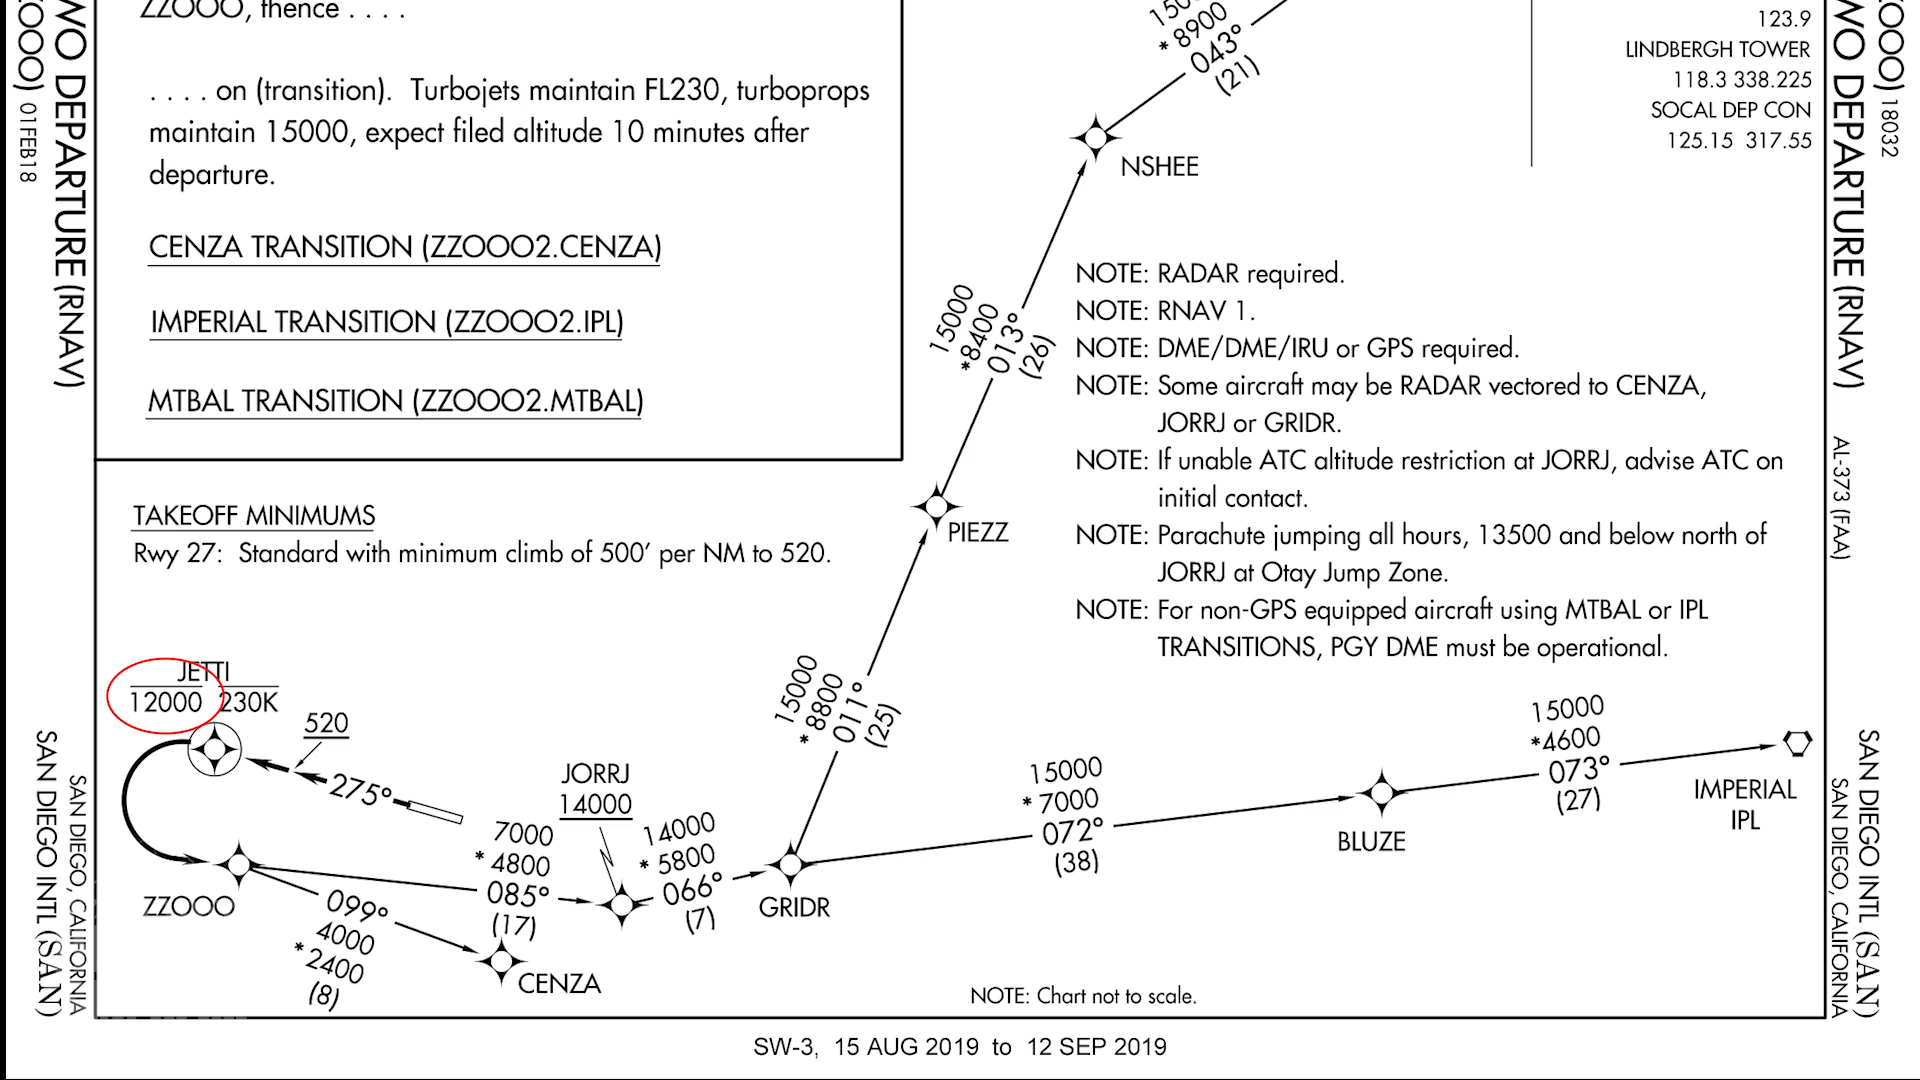 ZZOOO, thence . . . .
. . . . on (transition). Turbojets maintain FL230, turboprops
maintain 15000, expect filed altitude 10 minutes after
departure.
CENZA TRANSITION (ZZOOO2.CENZA)
IMPERIAL TRANSITION (ZZOOO2.IPL)
MTBAL TRANSITION (ZZOOO2.MTBAL)
TAKEOFF MINIMUMS
Rwy 27: Standard with minimum climb of 500' per NM to 520.
123.9
LINDBERGH TOWER
118.3 338.225
SOCAL DEP CON
125.15 317.55
* 8900
043°
(21)
NSHEE
15000
*8400
013°
(26)
NOTE: RADAR required.
NOTE: RNAV 1.
NOTE: DME/DME/IRU or GPS required.
NOTE: Some aircraft may be RADAR vectored to CENZA,
JORRJ or GRIDR.
NOTE: If unable ATC altitude restriction at JORRJ, advise ATC on
initial contact.
NOTE: Parachute jumping all hours, 13500 and below north of
JORRJ at Otay Jump Zone.
NOTE: For non-GPS equipped aircraft using MTBAL or IPL
TRANSITIONS, PGY DME must be operational.
PIEZZ
15000
* 8800
011°
(25)
JETTI
12000 230K
520
275°
JORRJ
14000
7000
* 4800
085°
(17)
14000
* 5800
066°
(7)
ZZOOO
099°
4000
*2400
(8)
CENZA
GRIDR
15000
* 7000
072°
(38)
BLUZE
15000
*4600
073°
(27)
IMPERIAL
IPL
NOTE: Chart not to scale.
SW-3, 15 AUG 2019 to 12 SEP 2019
DEPARTURE (RNAV)
01FEB18
SAN DIEGO INTL (SAN)
SAN DIEGO, CALIFORNIA
DEPARTURE (RNAV)
18032
AL-373 (FAA)
SAN DIEGO INTL (SAN)
SAN DIEGO, CALIFORNIA